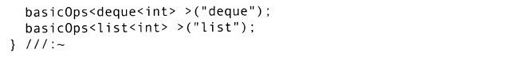 basicOps<deque<int> >("deque");
basicOps<list<int> >("list");
} ///:~